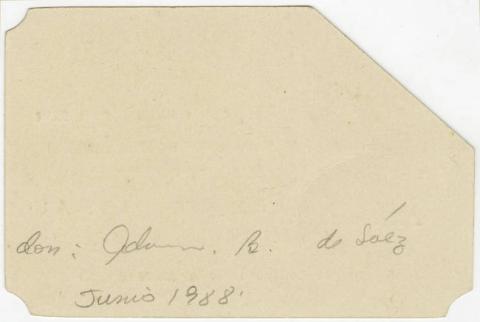 don: B. de Sáez
Junio 1988